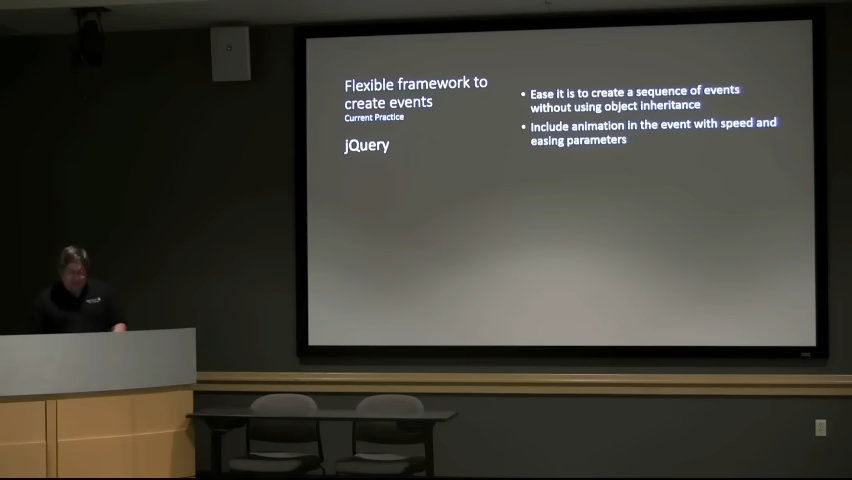 Flexible framework to
create events
Current Practice
jQuery
• Ease it is to create a sequence of events
without using object inheritance
• Include animation in the event with speed and
easing parameters